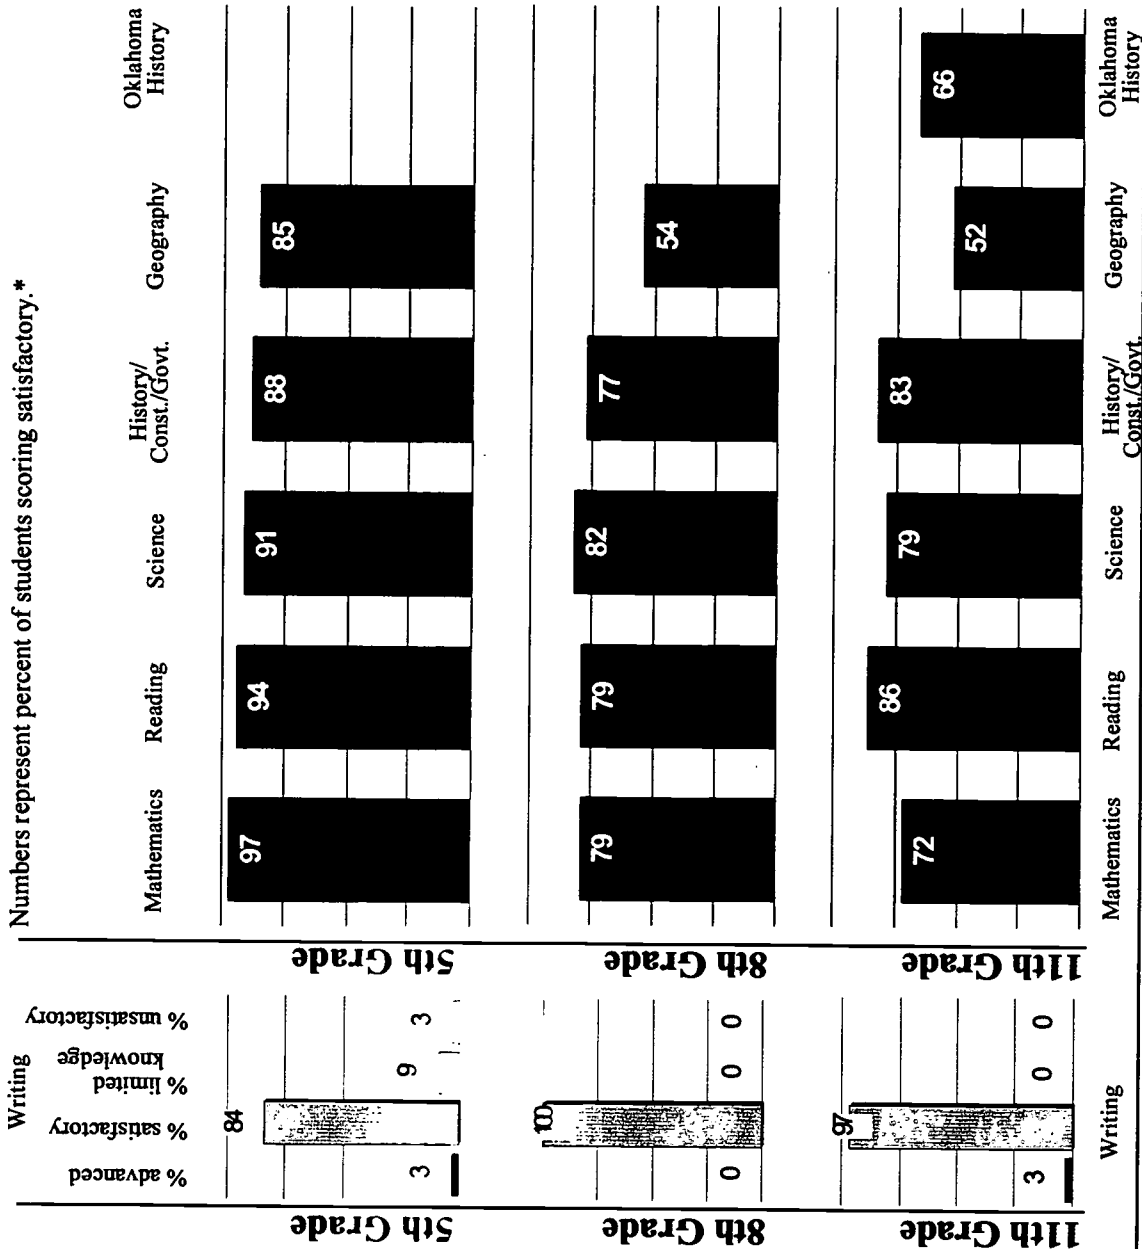 Numbers represent percent of students scoring satisfactory.*
Writing
% advanced
% satisfactory
% limited
knowledge
% unsatisfactory
Mathematics
Reading
Science
History/
Const./Govt.
Geography
Oklahoma
History
5th Grade
3
84
9
3
5th Grade
97
94
91
88
85
8th Grade
0
100
0
0
8th Grade
79
79
82
77
54
11th Grade
3
97
0
0
11th Grade
72
86
79
83
52
66
Writing
Mathematics
Reading
Science
History/
Const./Govt.
Geography
Oklahoma
History